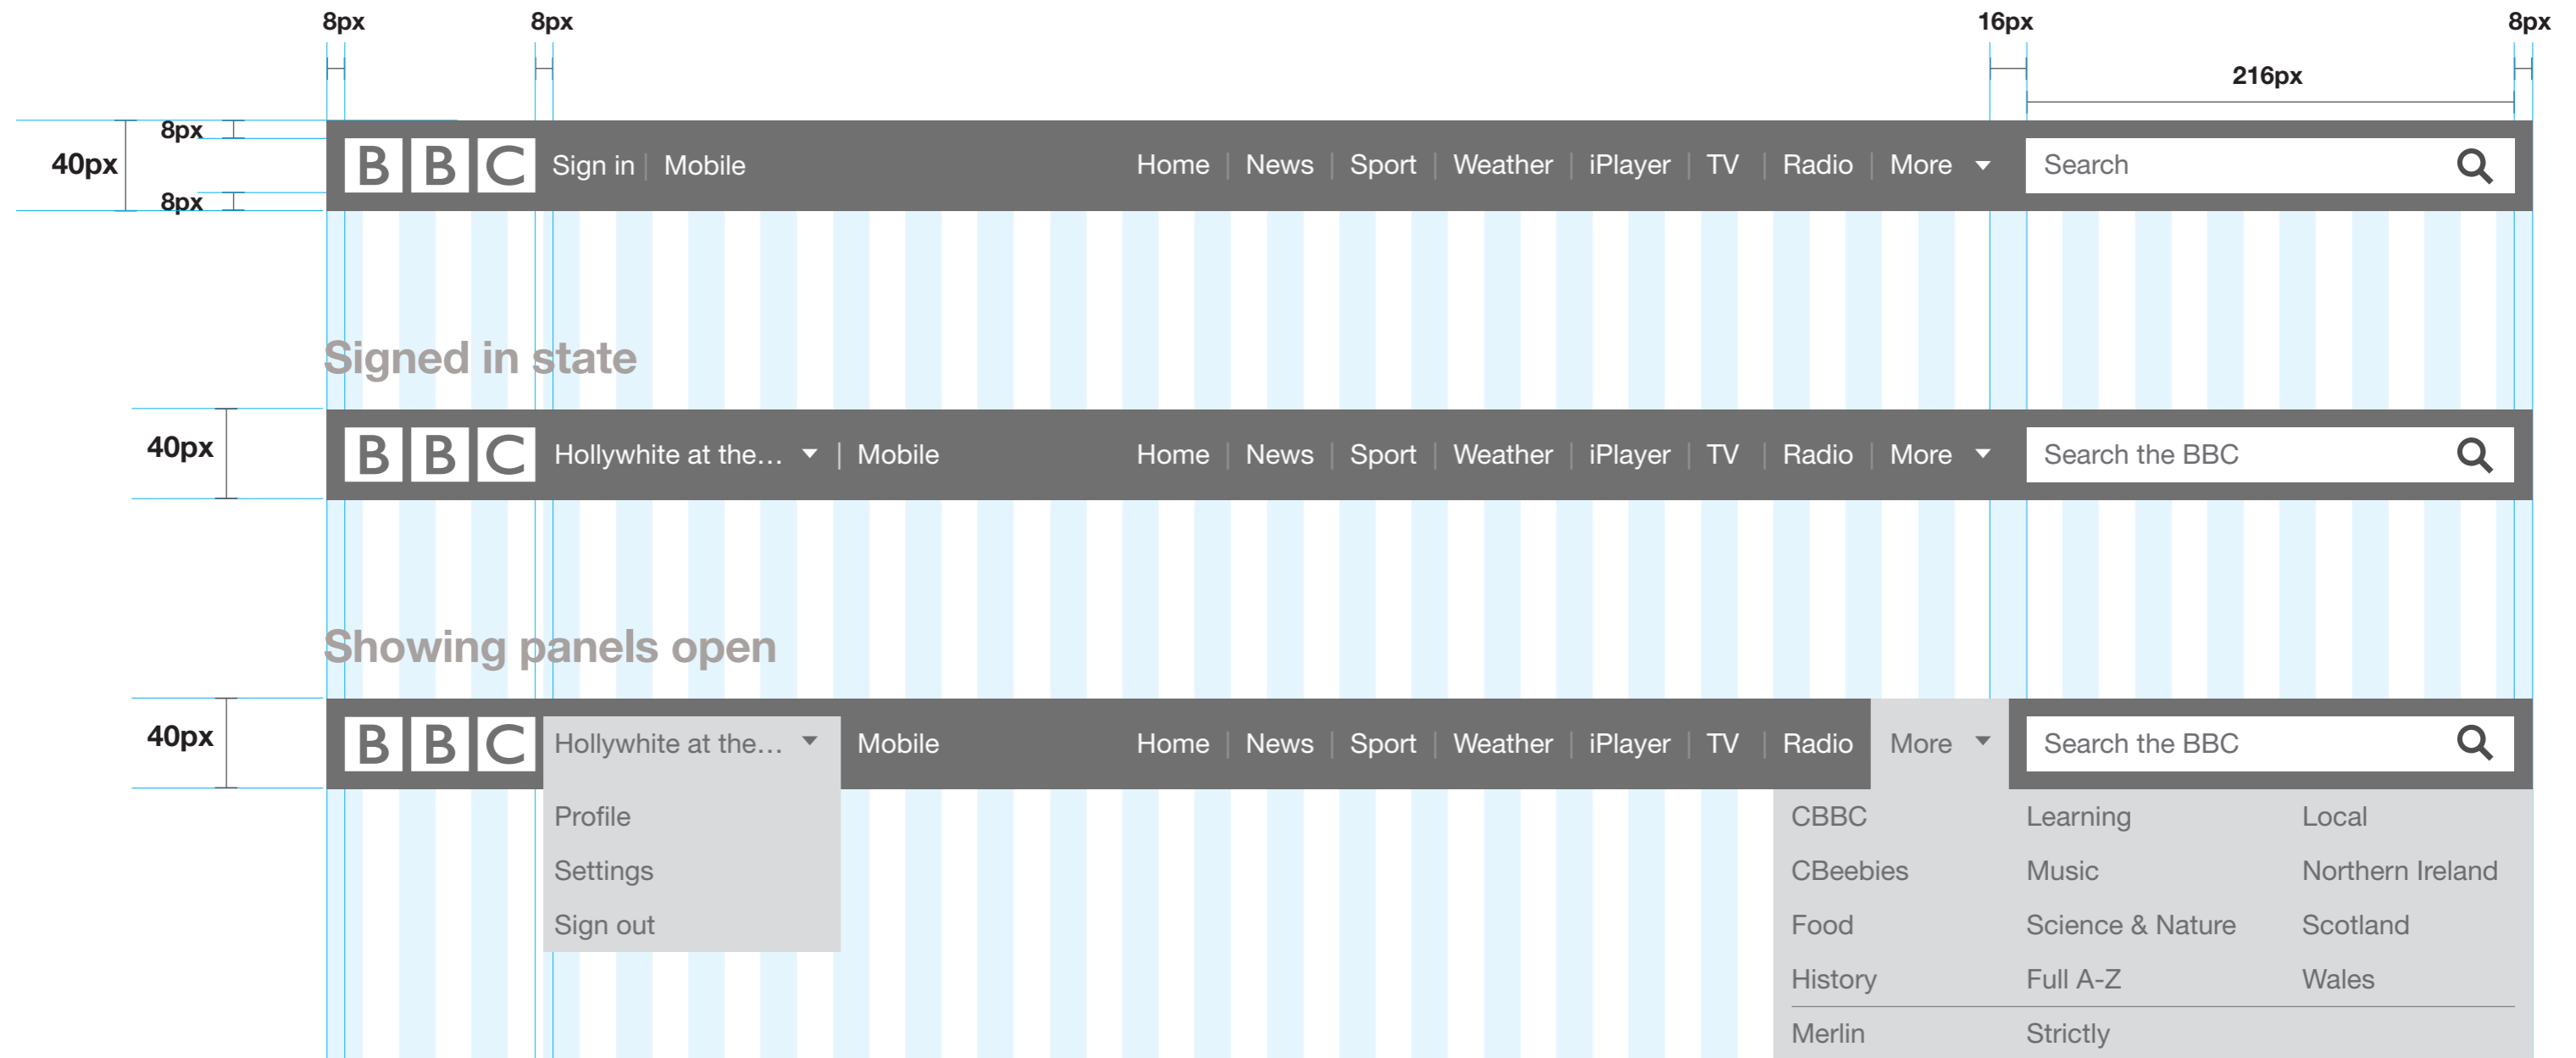 8px 8px 16px 8px
216px
8px
40px
8px
BBC Sign in | Mobile Home | News | Sport | Weather | iPlayer | TV | Radio | More Search
Signed in state
40px
BBC Hollywhite at the… | Mobile Home | News | Sport | Weather | iPlayer | TV | Radio | More Search the BBC
Showing panels open
40px
BBC Hollywhite at the… Mobile Home | News | Sport | Weather | iPlayer | TV | Radio More Search the BBC
Profile
Settings
Sign out
CBBC Learning Local
CBeebies Music Northern Ireland
Food Science & Nature Scotland
History Full A-Z Wales
Merlin Strictly